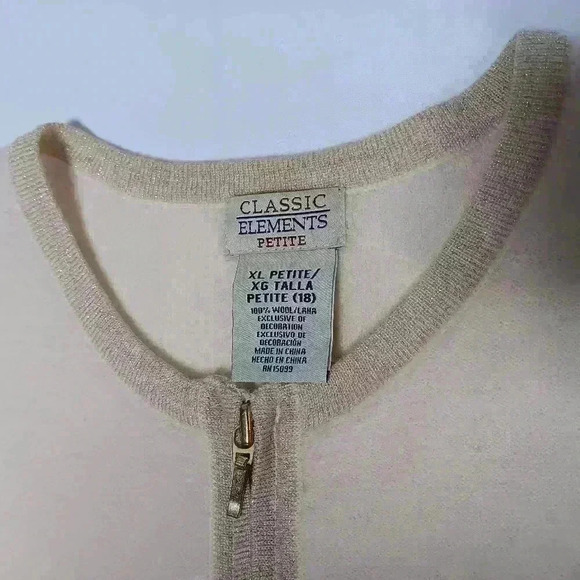 CLASSIC
ELEMENTS
PETITE
XL PETITE/
XG TALLA
PETITE (18)
100% WOOL/LANA
EXCLUSIVE OF
DECORATION
EXCLUSIVO DE
DECORACIÓN
MADE IN CHINA
HECHO EN CHINA
RN 15099